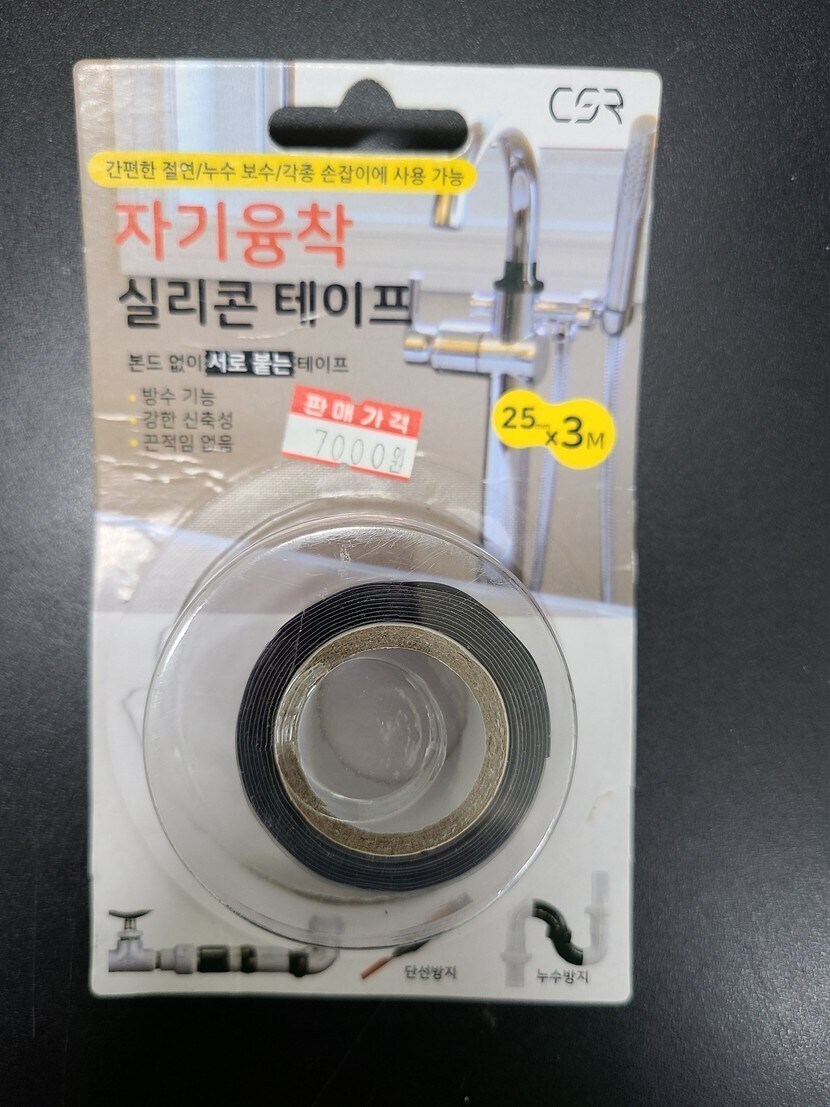 CSR
간편한 절연/누수 보수/각종 손잡이에 사용 가능
자기융착
실리콘 테이프
본드 없이 서로 붙는 테이프
방수 기능
강한 신축성
끈적임 없음
판매가격
7000원
25mm x 3M
단선방지
누수방지